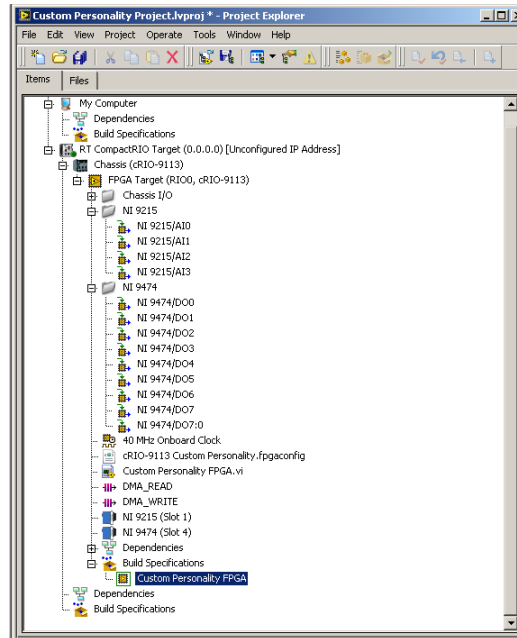 Custom Personality Project.lvproj * - Project Explorer
File Edit View Project Operate Tools Window Help
Items Files
My Computer
Dependencies
Build Specifications
RT CompactRIO Target (0.0.0.0) [Unconfigured IP Address]
Chassis (cRIO-9113)
FPGA Target (RIO0, cRIO-9113)
Chassis I/O
NI 9215
NI 9215/AI0
NI 9215/AI1
NI 9215/AI2
NI 9215/AI3
NI 9474
NI 9474/DO0
NI 9474/DO1
NI 9474/DO2
NI 9474/DO3
NI 9474/DO4
NI 9474/DO5
NI 9474/DO6
NI 9474/DO7
NI 9474/DO7:0
40 MHz Onboard Clock
cRIO-9113 Custom Personality.fpgaconfig
Custom Personality FPGA.vi
DMA_READ
DMA_WRITE
NI 9215 (Slot 1)
NI 9474 (Slot 4)
Dependencies
Build Specifications
Custom Personality FPGA
Dependencies
Build Specifications